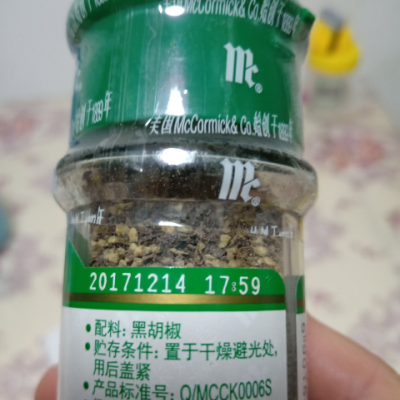 Mc
美国McCormick & Co.始创于1889年
Mc
20171214 17:59
•配料:黑胡椒
•贮存条件:置于干燥避光处,
用后盖紧
•产品标准号:Q/MCCK0006S